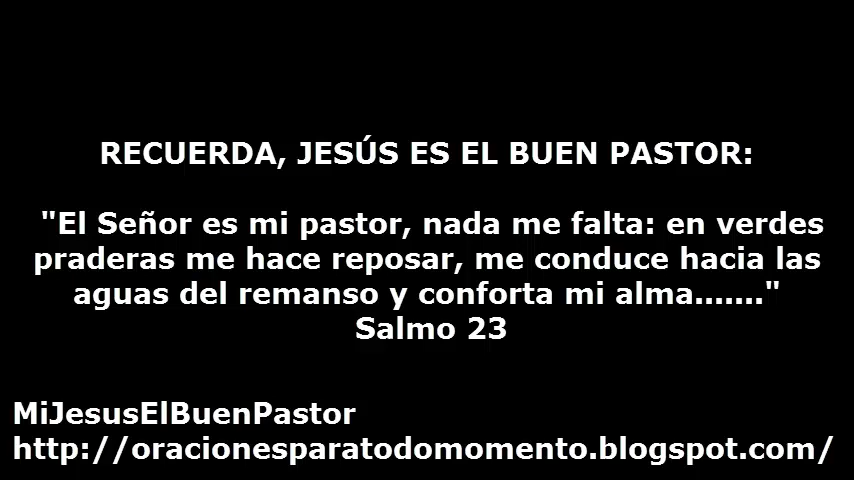 RECUERDA, JESÚS ES EL BUEN PASTOR:
"El Señor es mi pastor, nada me falta: en verdes
praderas me hace reposar, me conduce hacia las
aguas del remanso y conforta mi alma......."
Salmo 23
MiJesusElBuenPastor
http://oracionesparatodomomento.blogspot.com/